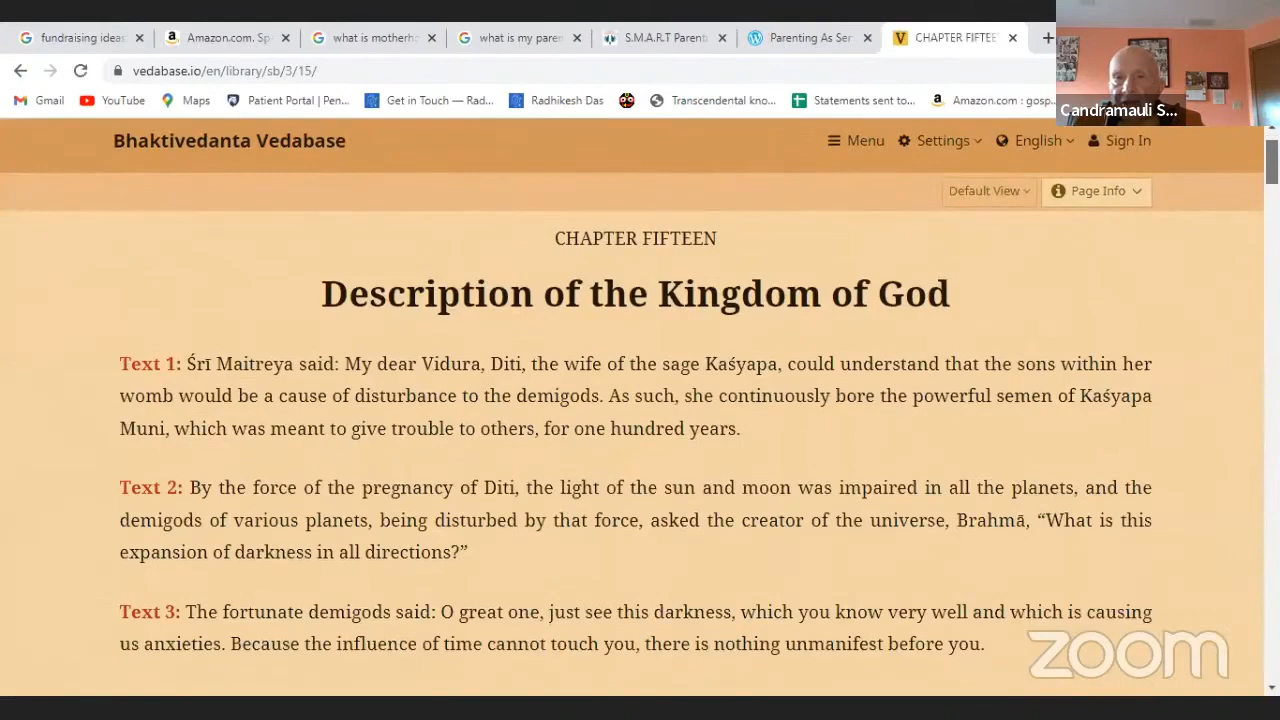 fundraising ideas
Amazon.com. Sp
what is motherh
what is my paren
S.M.A.R.T Parent
Parenting As Ser
CHAPTER FIFTEE
vedabase.io/en/library/sb/3/15/
Candramauli S...
Gmail
YouTube
Maps
Patient Portal | Pen...
Get in Touch — Rad...
Radhikesh Das
Transcendental kno...
Statements sent to...
Amazon.com : gosp...
Bhaktivedanta Vedabase
Menu
Settings
English
Sign In
Default View
Page Info
CHAPTER FIFTEEN
Description of the Kingdom of God
Text 1: Śrī Maitreya said: My dear Vidura, Diti, the wife of the sage Kaśyapa, could understand that the sons within her
womb would be a cause of disturbance to the demigods. As such, she continuously bore the powerful semen of Kaśyapa
Muni, which was meant to give trouble to others, for one hundred years.
Text 2: By the force of the pregnancy of Diti, the light of the sun and moon was impaired in all the planets, and the
demigods of various planets, being disturbed by that force, asked the creator of the universe, Brahmā, “What is this
expansion of darkness in all directions?”
Text 3: The fortunate demigods said: O great one, just see this darkness, which you know very well and which is causing
us anxieties. Because the influence of time cannot touch you, there is nothing unmanifest before you.
zoom